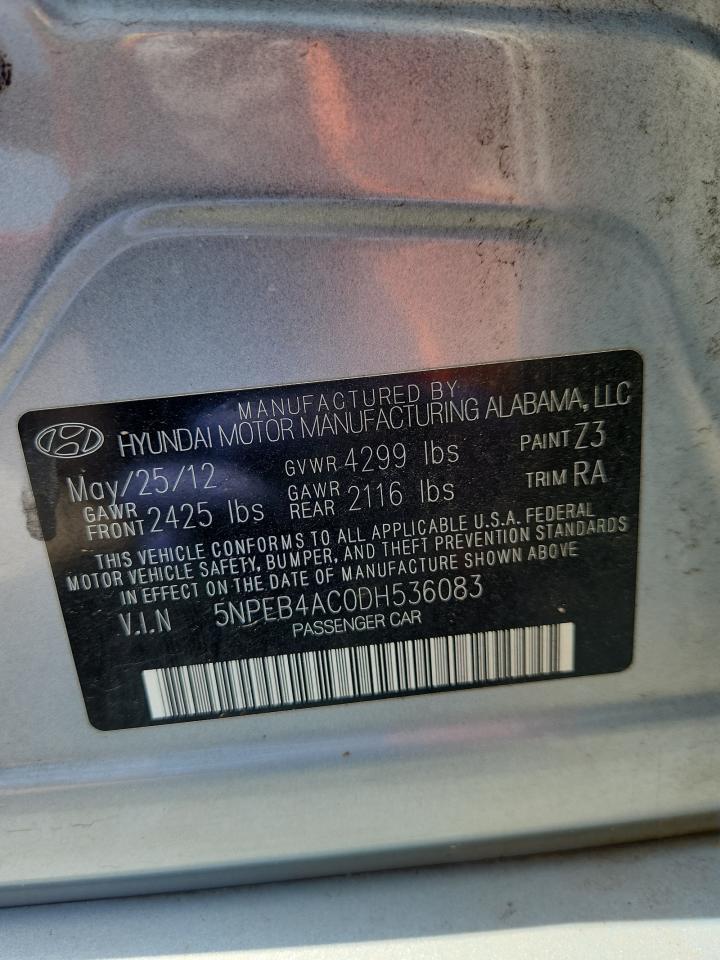 MANUFACTURED BY
HYUNDAI MOTOR MANUFACTURING ALABAMA, LLC
May/25/12 GVWR 4299 lbs PAINT Z3
GAWR FRONT 2425 lbs GAWR REAR 2116 lbs TRIM RA
THIS VEHICLE CONFORMS TO ALL APPLICABLE U.S.A. FEDERAL
MOTOR VEHICLE SAFETY, BUMPER, AND THEFT PREVENTION STANDARDS
IN EFFECT ON THE DATE OF MANUFACTURE SHOWN ABOVE
V.I.N 5NPEB4AC0DH536083
PASSENGER CAR